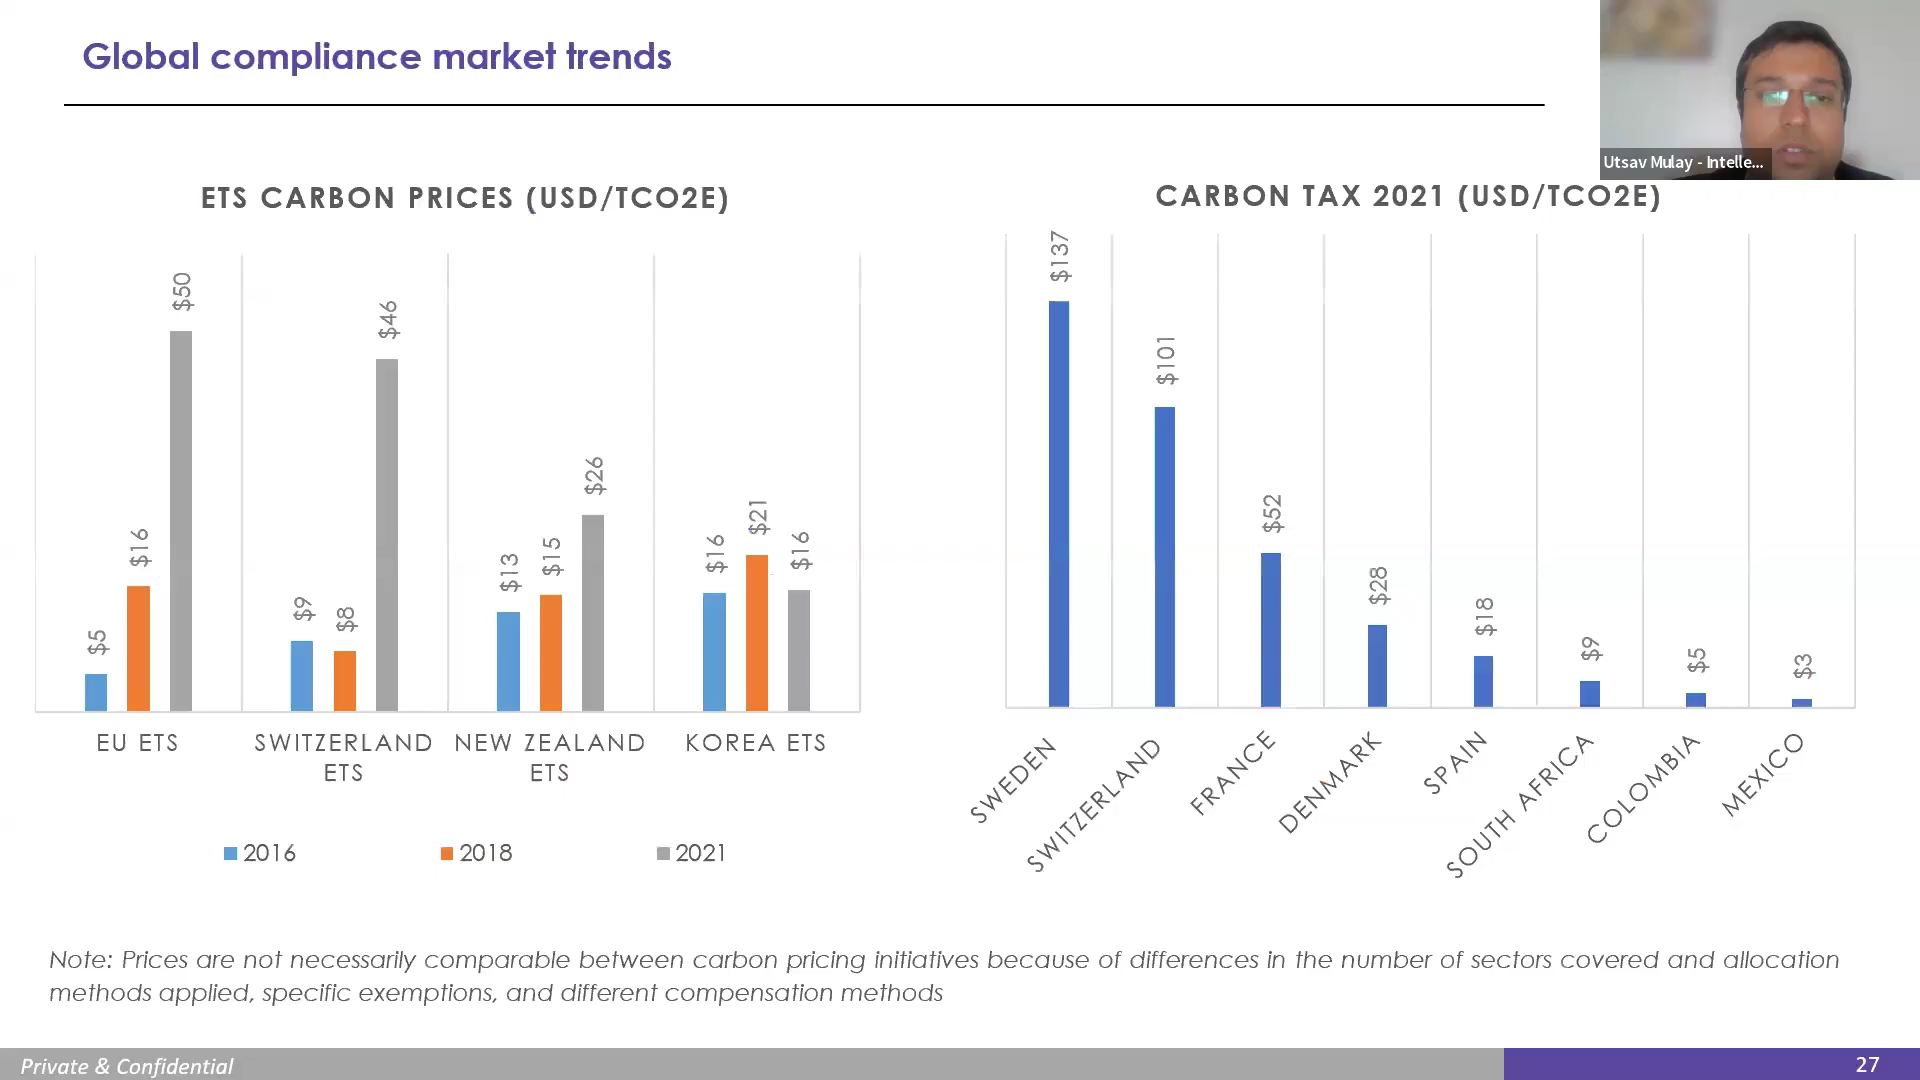 Global compliance market trends
Utsav Mulay - Intelle...
ETS CARBON PRICES (USD/TCO2E)
$5
$16
$50
$9
$8
$46
$13
$15
$26
$16
$21
$16
EU ETS
SWITZERLAND
ETS
NEW ZEALAND
ETS
KOREA ETS
2016
2018
2021
CARBON TAX 2021 (USD/TCO2E)
$137
$101
$52
$28
$18
$9
$5
$3
SWEDEN
SWITZERLAND
FRANCE
DENMARK
SPAIN
SOUTH AFRICA
COLOMBIA
MEXICO
Note: Prices are not necessarily comparable between carbon pricing initiatives because of differences in the number of sectors covered and allocation
methods applied, specific exemptions, and different compensation methods
Private & Confidential
27